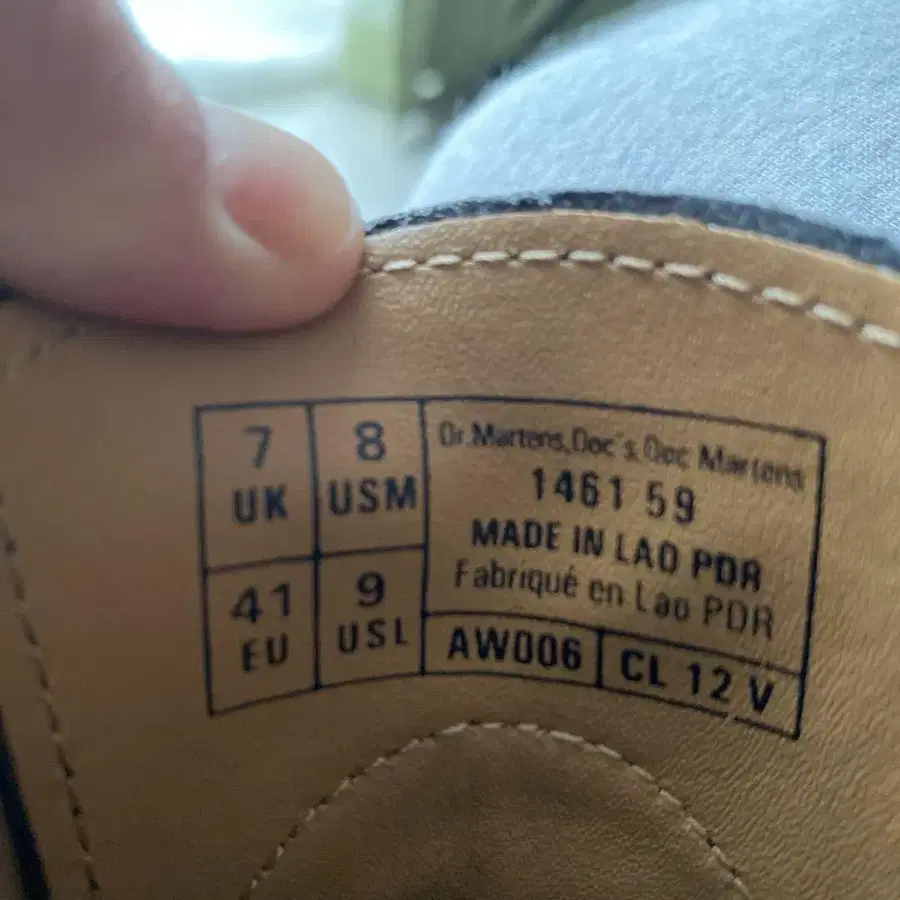 7
UK
8
USM
41
EU
9
USL
Dr.Martens,Doc's,Doc Martens
1461 59
MADE IN LAO PDR
Fabriqué en Lao PDR
AW006
CL 12 V